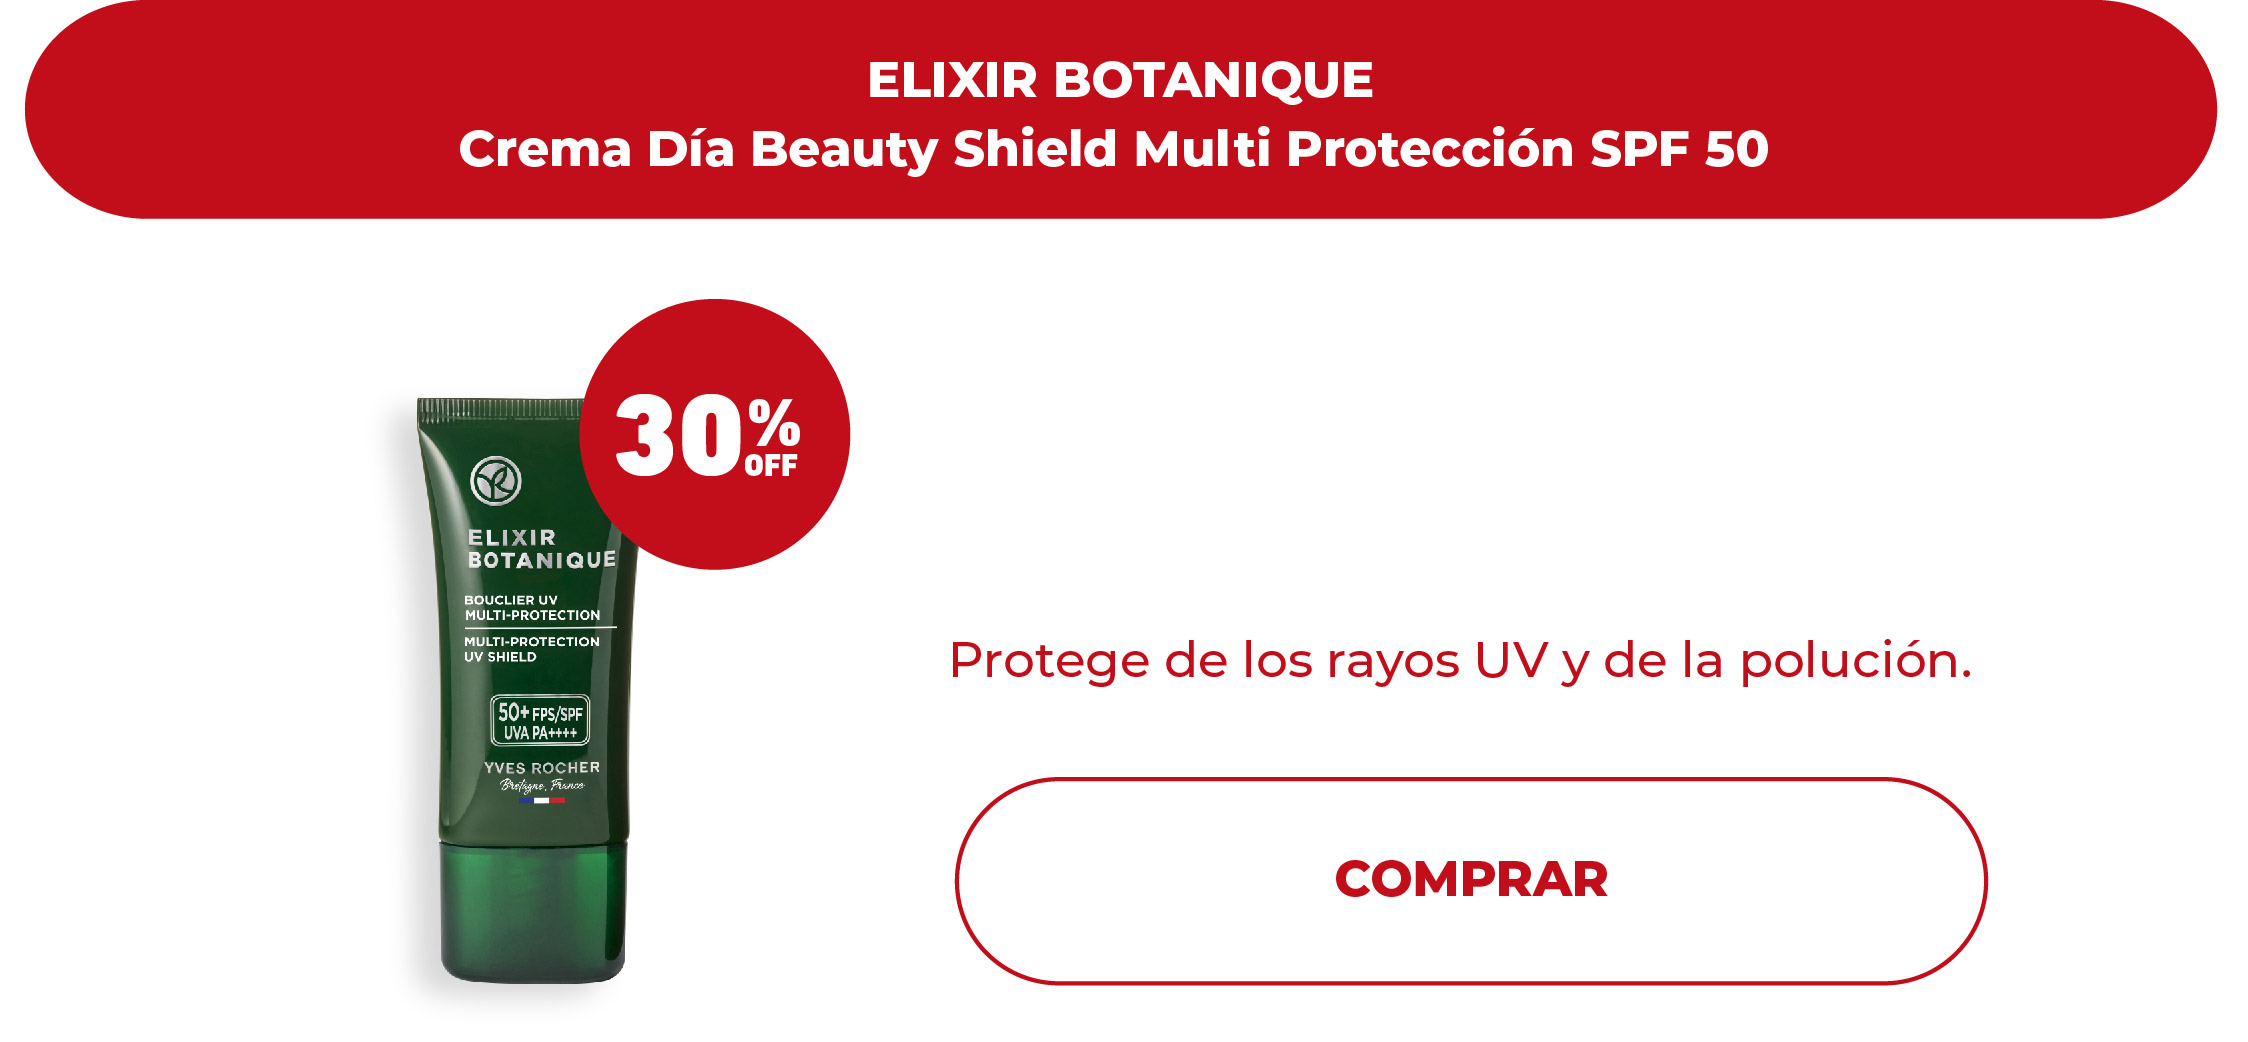 ELIXIR BOTANIQUE
Crema Día Beauty Shield Multi Protección SPF 50
30%
OFF
ELIXIR
BOTANIQUE
BOUCLIER UV
MULTI-PROTECTION
MULTI-PROTECTION
UV SHIELD
50+ FPS/SPF
UVA PA++++
YVES ROCHER
Bretagne, France
Protege de los rayos UV y de la polución.
COMPRAR